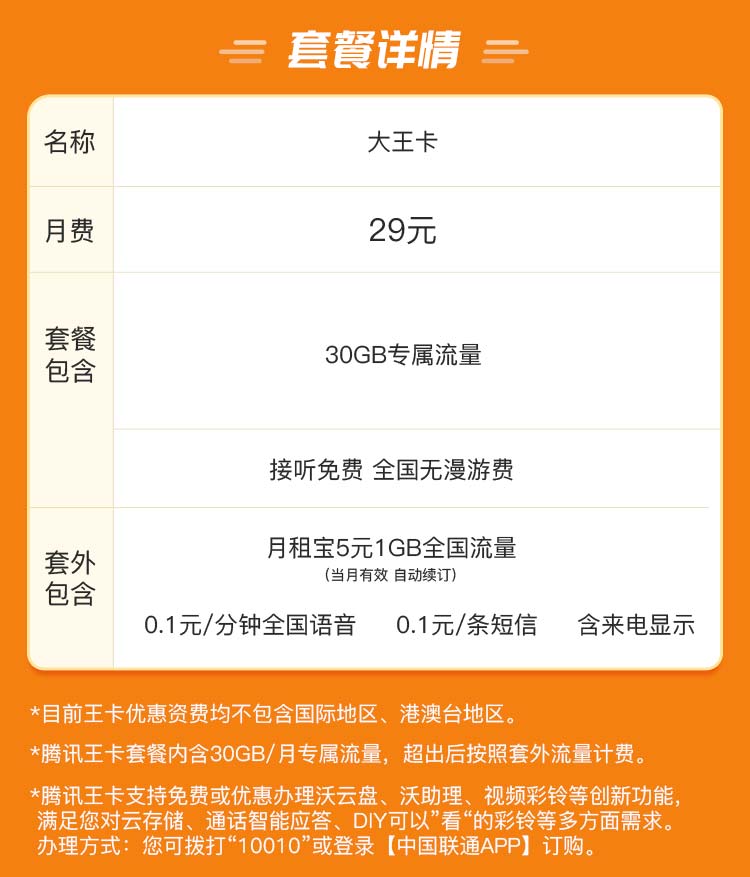 套餐详情
名称
大王卡
月费
29元
套餐
包含
30GB专属流量
接听免费 全国无漫游费
套外
包含
月租宝5元1GB全国流量
(当月有效 自动续订)
0.1元/分钟全国语音 0.1元/条短信 含来电显示
*目前王卡优惠资费均不包含国际地区、港澳台地区。
*腾讯王卡套餐内含30GB/月专属流量，超出后按照套外流量计费。
*腾讯王卡支持免费或优惠办理沃云盘、沃助理、视频彩铃等创新功能，
满足您对云存储、通话智能应答、DIY可以”看“的彩铃等多方面需求。
办理方式：您可拨打“10010”或登录【中国联通APP】订购。